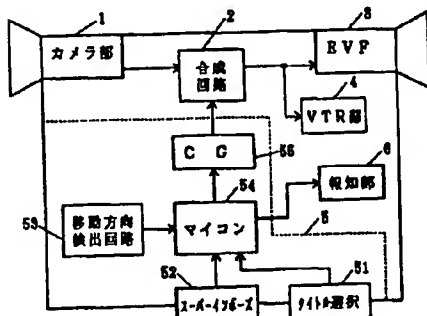 1
2
3
カメラ部
合成
回路
EVF
4
VTR部
CG
55
6
54
報知部
53
移動方向
検出回路
マイコン
5
52
51
スーパーインポーズ
タイトル選択